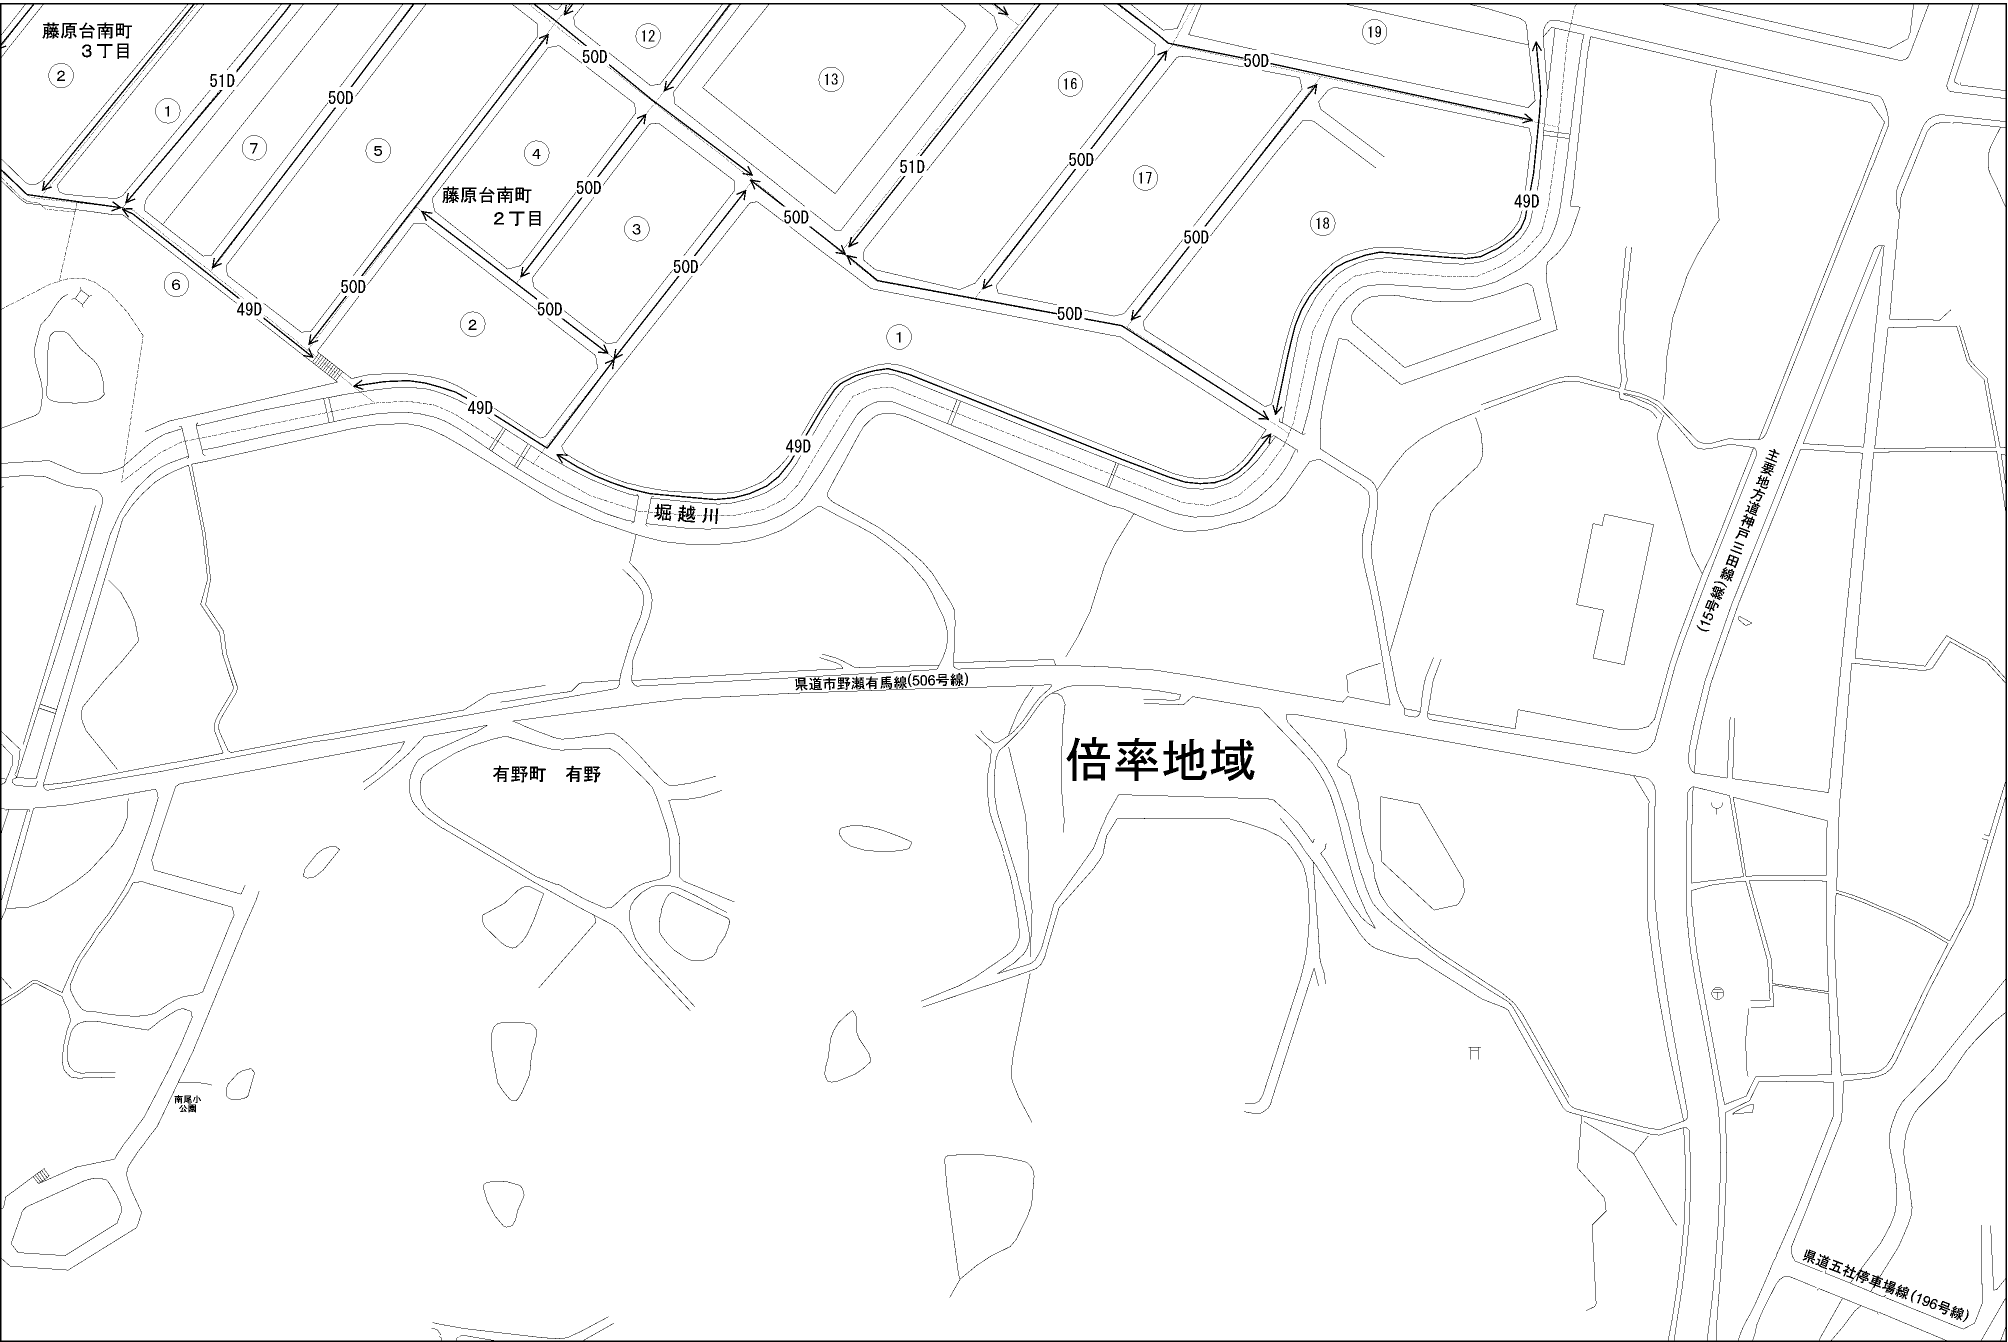 藤原台南町
３丁目
②
①
51D
⑦
50D
⑤
50D
⑫
④
藤原台南町
２丁目
50D
③
⑬
50D
51D
⑯
50D
⑰
50D
⑱
50D
⑲
49D
⑥
49D
50D
②
50D
50D
①
50D
49D
49D
堀越川
主要地方道神戸三田線
(15号線)
県道市野瀬有馬線(506号線)
倍率地域
有野町　有野
南尾小
公園
県道五社停車場線(196号線)